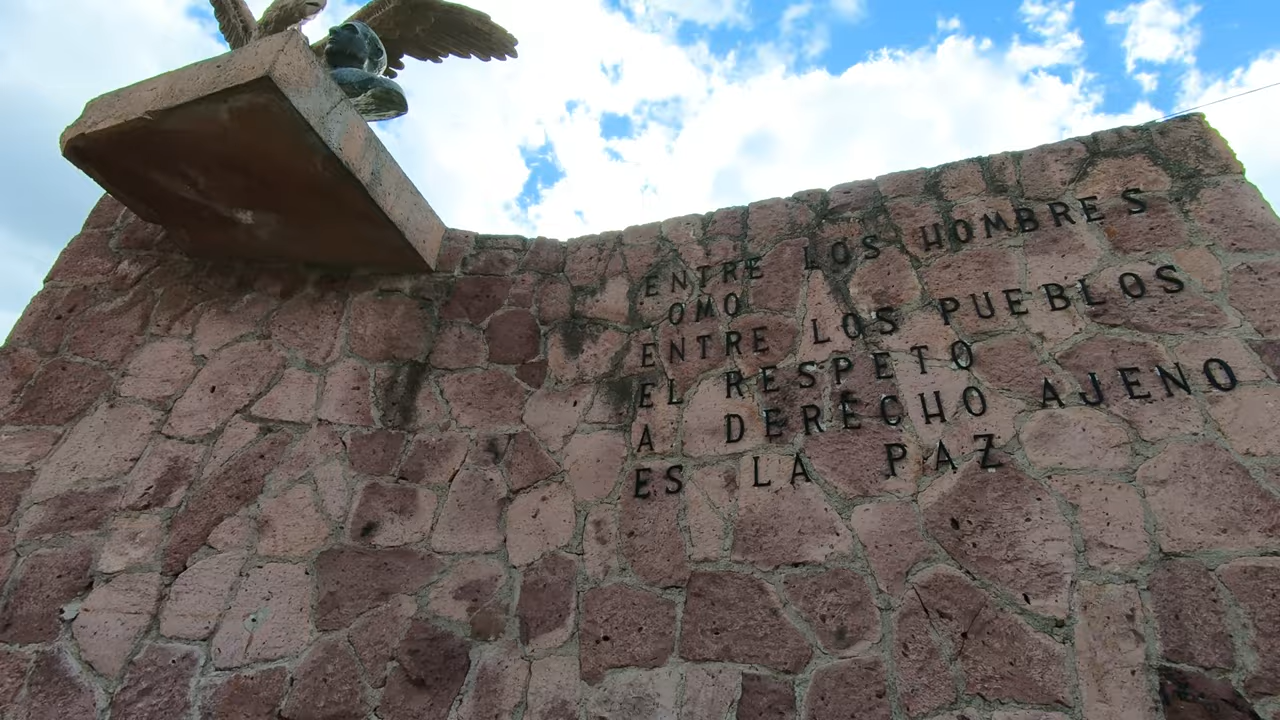 ENTRE LOS HOMBRES
OMO
ENTRE LOS PUEBLOS
EL RESPETO
A DERECHO AJENO
ES LA PAZ